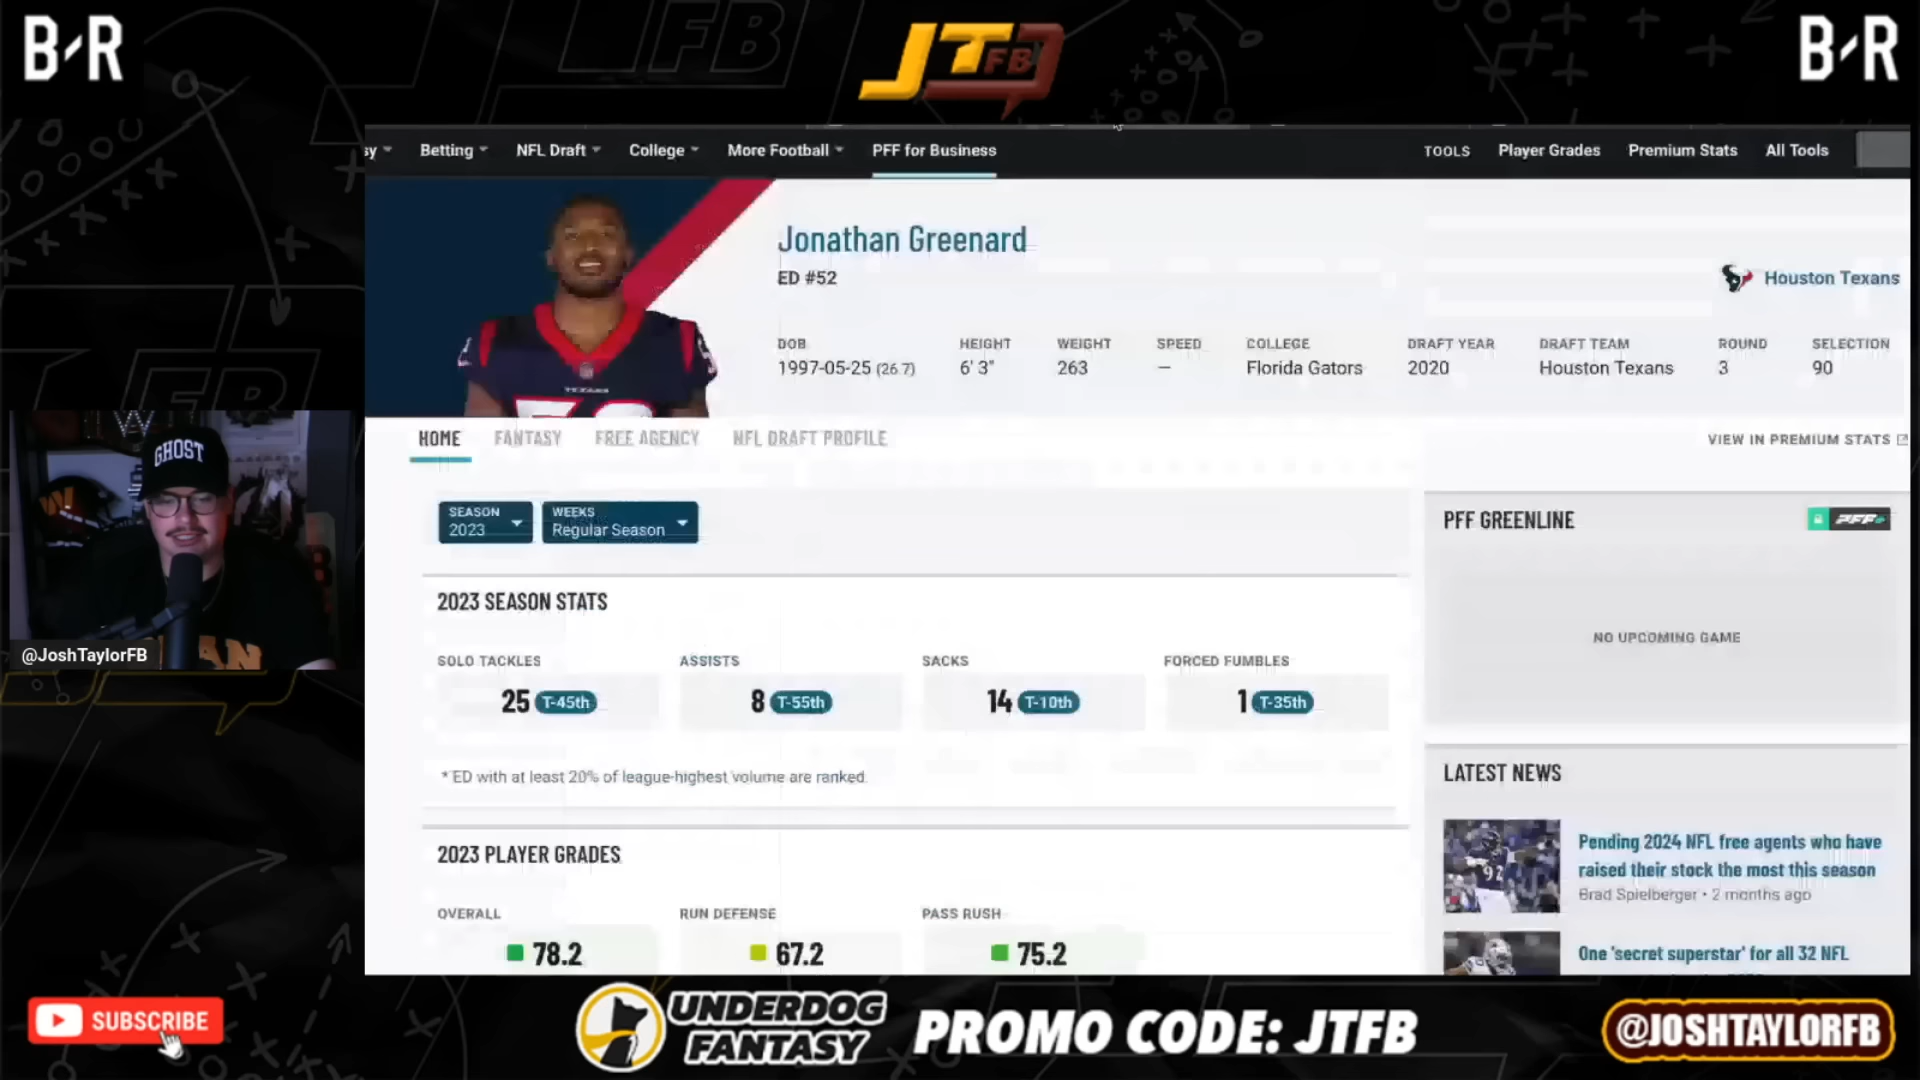 B/R
JTFB
B/R
sy
Betting
NFL Draft
College
More Football
PFF for Business
TOOLS
Player Grades
Premium Stats
All Tools
Jonathan Greenard
ED #52
Houston Texans
DOB HEIGHT WEIGHT SPEED COLLEGE DRAFT YEAR DRAFT TEAM ROUND SELECTION
1997-05-25 (26.7) 6' 3" 263 — Florida Gators 2020 Houston Texans 3 90
TEXANS
HOME FANTASY FREE AGENCY NFL DRAFT PROFILE
VIEW IN PREMIUM STATS
GHOST
@JoshTaylorFB
SEASON
2023
WEEKS
Regular Season
PFF GREENLINE
PFF+
NO UPCOMING GAME
2023 SEASON STATS
SOLO TACKLES ASSISTS SACKS FORCED FUMBLES
25 T-45th 8 T-55th 14 T-10th 1 T-35th
* ED with at least 20% of league-highest volume are ranked.
2023 PLAYER GRADES
OVERALL RUN DEFENSE PASS RUSH
78.2 67.2 75.2
LATEST NEWS
92
Pending 2024 NFL free agents who have
raised their stock the most this season
Brad Spielberger • 2 months ago
One 'secret superstar' for all 32 NFL
SUBSCRIBE
UNDERDOG
FANTASY
PROMO CODE: JTFB
@JOSHTAYLORFB